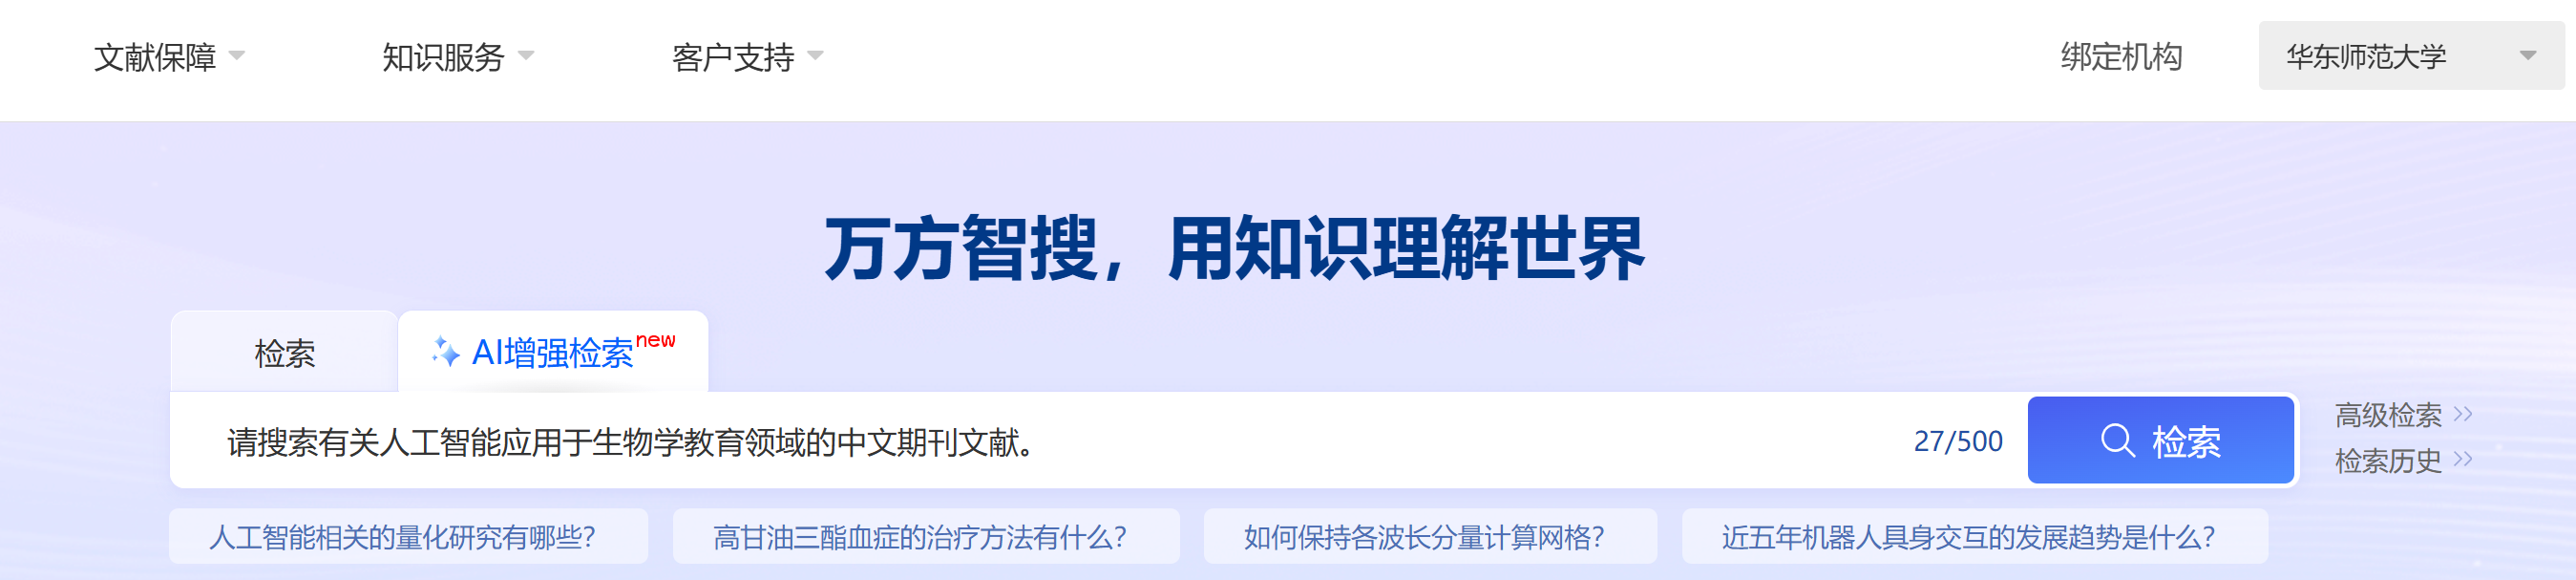 文献保障 知识服务 客户支持 绑定机构 华东师范大学
万方智搜，用知识理解世界
检索 AI增强检索 new
请搜索有关人工智能应用于生物学教育领域的中文期刊文献。 27/500 检索
高级检索 >>
检索历史 >>
人工智能相关的量化研究有哪些? 高甘油三酯血症的治疗方法有什么? 如何保持各波长分量计算网格? 近五年机器人具身交互的发展趋势是什么?